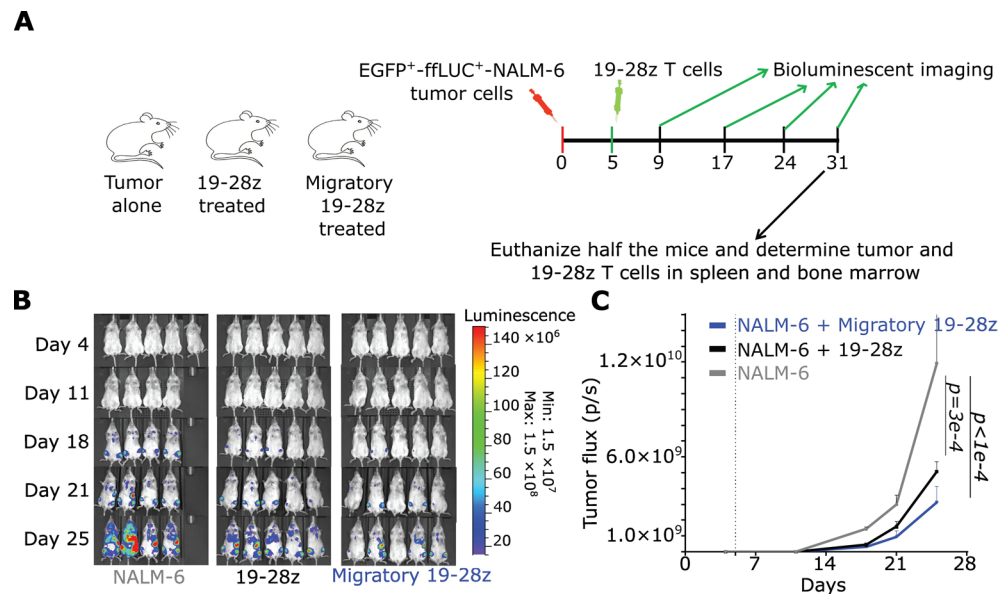 A
EGFP⁺-ffLUC⁺-NALM-6
tumor cells
19-28z T cells
Bioluminescent imaging
0 5 9 17 24 31
Tumor
alone
19-28z
treated
Migratory
19-28z
treated
Euthanize half the mice and determine tumor and
19-28z T cells in spleen and bone marrow
B
Luminescence
Day 4
Day 11
Day 18
Day 21
Day 25
140 ×10⁶
120
100
80
60
40
20
Min: 1.5 ×10⁷
Max: 1.5 ×10⁸
NALM-6
19-28z
Migratory 19-28z
C
NALM-6 + Migratory 19-28z
NALM-6 + 19-28z
NALM-6
Tumor flux (p/s)
1.2×10¹⁰
6.0×10⁹
1.0×10⁹
p=3e-4
p<1e-4
0 7 14 21 28
Days